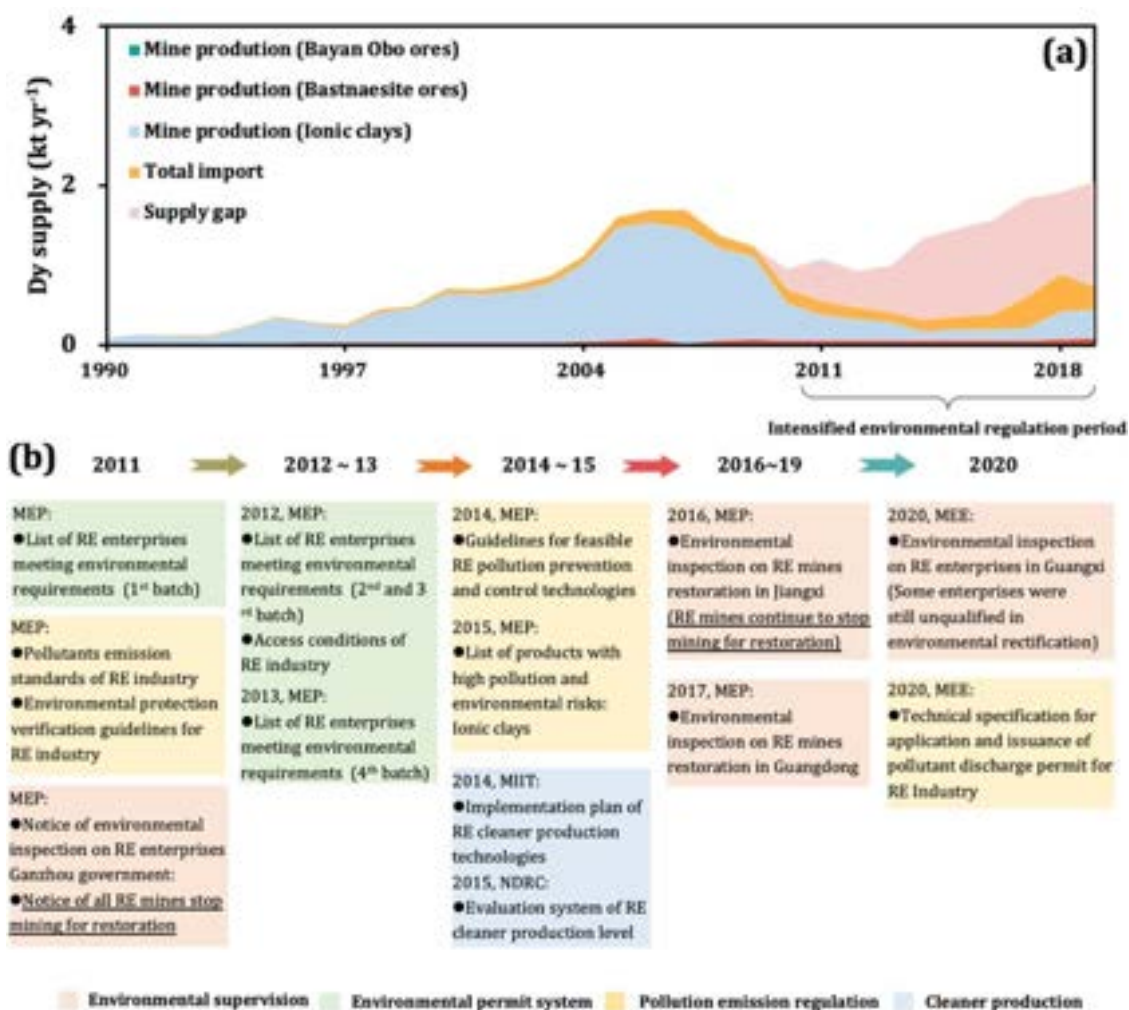 (a)
4
2
0
Dy supply (kt yr-1)
Mine prodution (Bayan Obo ores)
Mine prodution (Bastnaesite ores)
Mine prodution (Ionic clays)
Total import
Supply gap
1990 1997 2004 2011 2018
Intensified environmental regulation period
(b)
2011 2012 ~ 13 2014 ~ 15 2016~19 2020
MEP:
●List of RE enterprises
meeting environmental
requirements (1st batch)
MEP:
●Pollutants emission
standards of RE industry
●Environmental protection
verification guidelines for
RE industry
MEP:
●Notice of environmental
inspection on RE enterprises
Ganzhou government:
●Notice of all RE mines stop
mining for restoration
2012, MEP:
●List of RE enterprises
meeting environmental
requirements (2nd and 3
rd batch)
●Access conditions of
RE industry
2013, MEP:
●List of RE enterprises
meeting environmental
requirements (4th batch)
2014, MEP:
●Guidelines for feasible
RE pollution prevention
and control technologies
2015, MEP:
●List of products with
high pollution and
environmental risks:
Ionic clays
2014, MIIT:
●Implementation plan of
RE cleaner production
technologies
2015, NDRC:
●Evaluation system of RE
cleaner production level
2016, MEP:
●Environmental
inspection on RE mines
restoration in Jiangxi
(RE mines continue to stop
mining for restoration)
2017, MEP:
●Environmental
inspection on RE mines
restoration in Guangdong
2020, MEE:
●Environmental inspection
on RE enterprises in Guangxi
(Some enterprises were
still unqualified in
environmental rectification)
2020, MEE:
●Technical specification for
application and issuance of
pollutant discharge permit for
RE Industry
Environmental supervision
Environmental permit system
Pollution emission regulation
Cleaner production